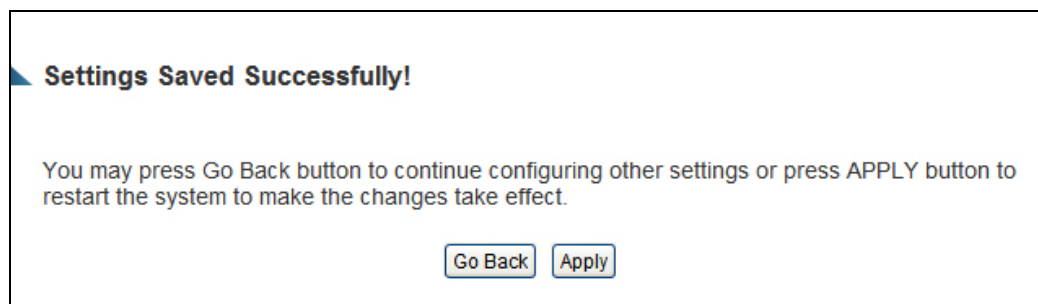 Settings Saved Successfully!
You may press Go Back button to continue configuring other settings or press APPLY button to
restart the system to make the changes take effect.
Go Back Apply